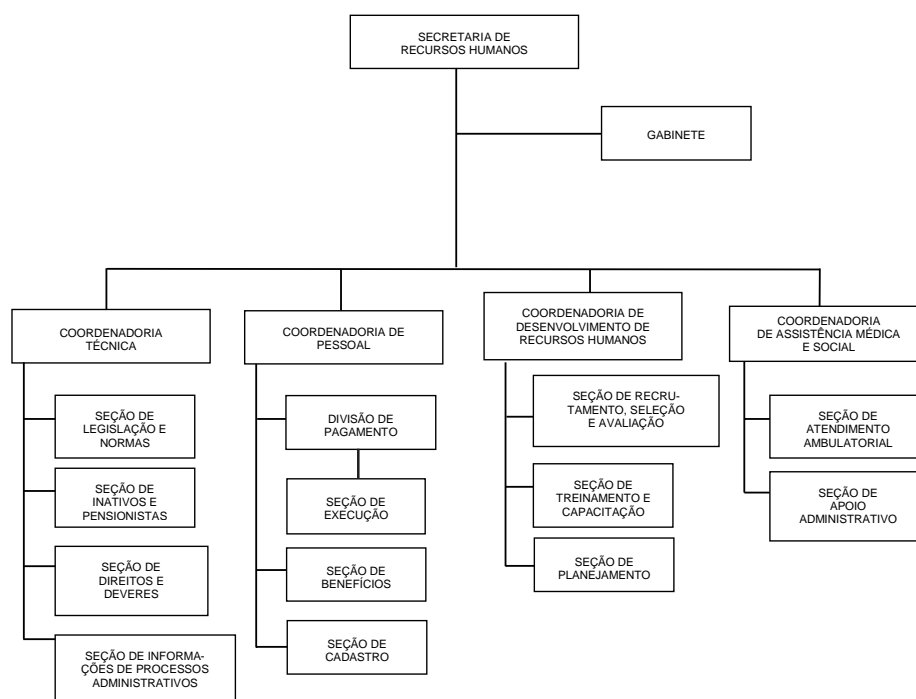 SECRETARIA DE
RECURSOS HUMANOS
GABINETE
COORDENADORIA
TÉCNICA
COORDENADORIA DE
PESSOAL
COORDENADORIA DE
DESENVOLVIMENTO DE
RECURSOS HUMANOS
COORDENADORIA
DE ASSISTÊNCIA MÉDICA
E SOCIAL
SEÇÃO DE
LEGISLAÇÃO E
NORMAS
SEÇÃO DE
INATIVOS E
PENSIONISTAS
SEÇÃO DE
DIREITOS E
DEVERES
SEÇÃO DE INFORMA-
ÇÕES DE PROCESSOS
ADMINISTRATIVOS
DIVISÃO DE
PAGAMENTO
SEÇÃO DE
EXECUÇÃO
SEÇÃO DE
BENEFÍCIOS
SEÇÃO DE
CADASTRO
SEÇÃO DE RECRU-
TAMENTO, SELEÇÃO
E AVALIAÇÃO
SEÇÃO DE
TREINAMENTO E
CAPACITAÇÃO
SEÇÃO DE
PLANEJAMENTO
SEÇÃO DE
ATENDIMENTO
AMBULATORIAL
SEÇÃO DE
APOIO
ADMINISTRATIVO